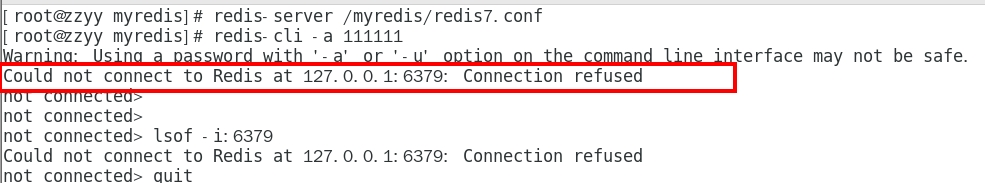 [root@zzyy myredis]# redis-server /myredis/redis7.conf
[root@zzyy myredis]# redis-cli -a 111111
Warning: Using a password with '-a' or '-u' option on the command line interface may not be safe.
Could not connect to Redis at 127.0.0.1:6379: Connection refused
not connected>
not connected>
not connected> lsof -i:6379
Could not connect to Redis at 127.0.0.1:6379: Connection refused
not connected> quit